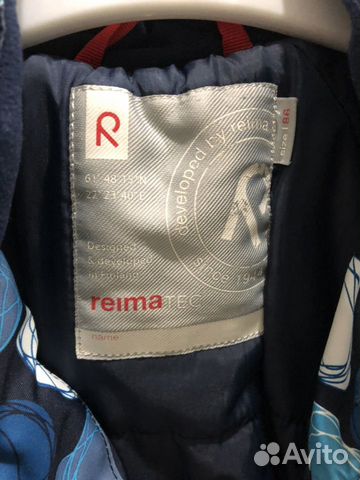 R
61°48'15"N
22°23'40"E
developed by reima
since 1944
Designed
& developed
in Finland
reimaTEC
name
size | 86
Avito